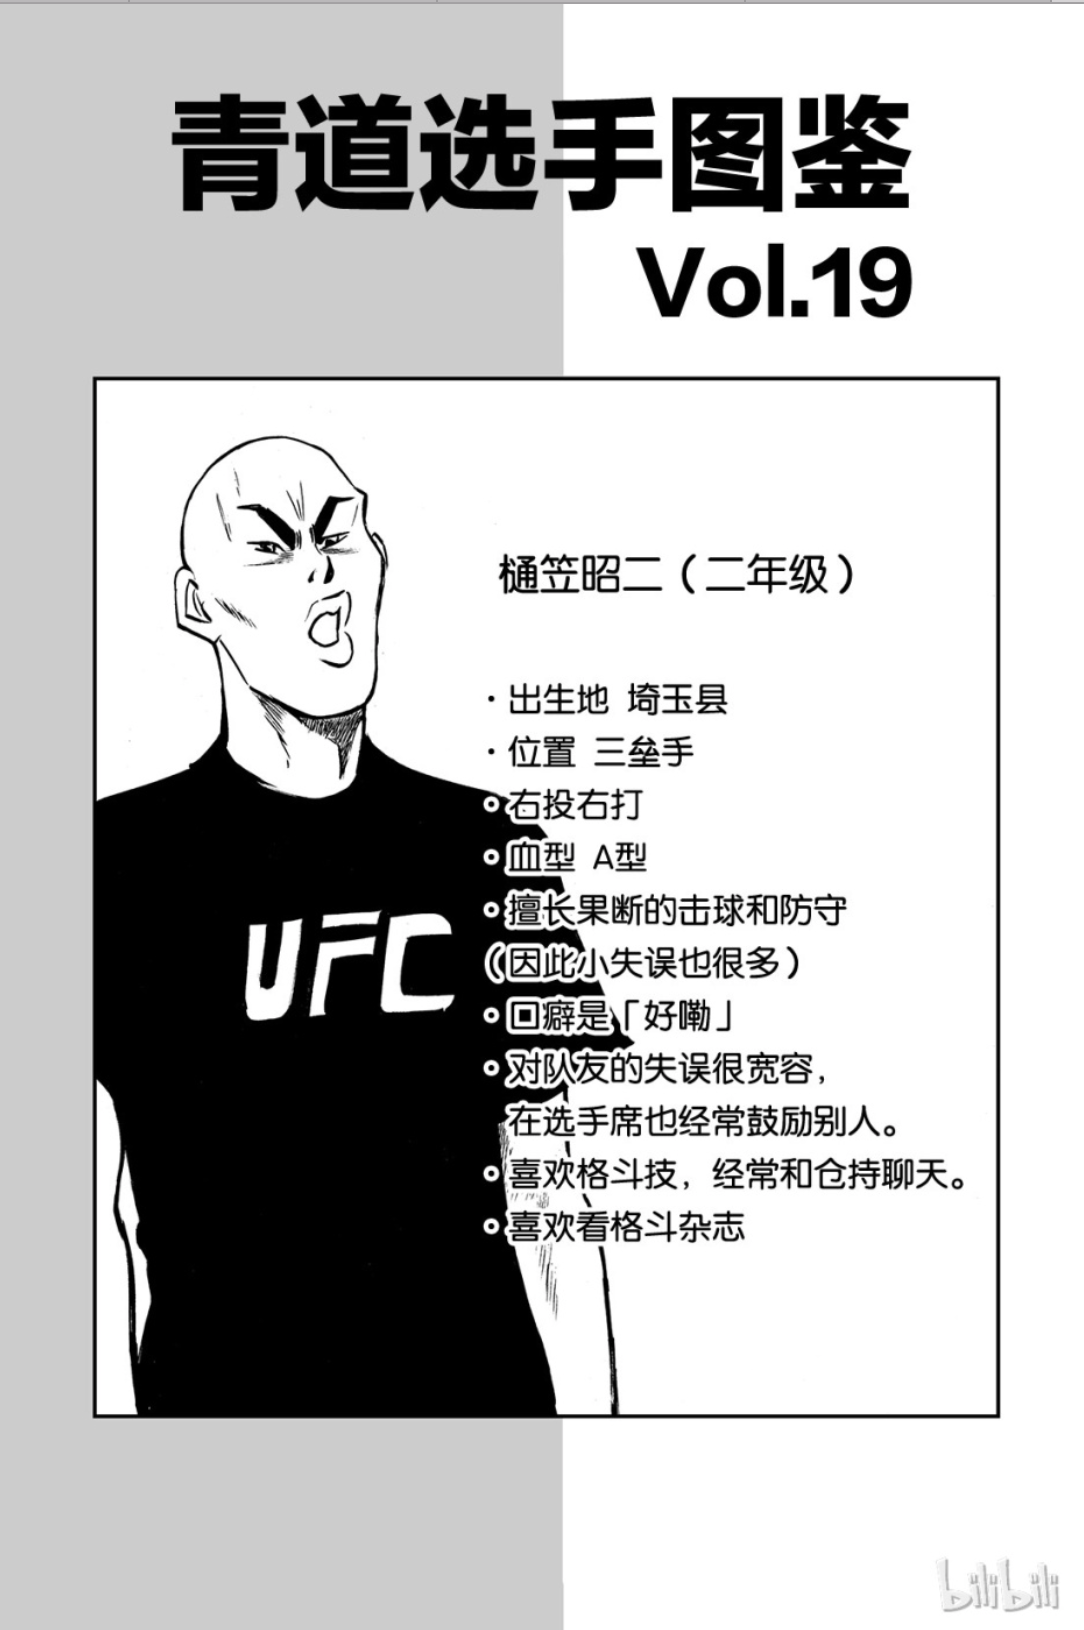 青道选手图鉴
Vol.19
樋笠昭二（二年级）
・出生地 埼玉县
・位置 三垒手
・右投右打
・血型 A型
・擅长果断的击球和防守
（因此小失误也很多）
・口癖是「好嘞」
・对队友的失误很宽容，
在选手席也经常鼓励别人。
・喜欢格斗技，经常和仓持聊天。
・喜欢看格斗杂志
UFC
bilibili